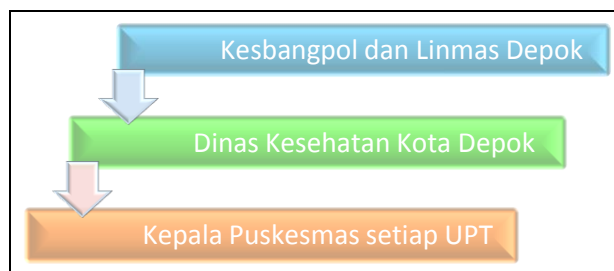 Kesbangpol dan Linmas Depok
Dinas Kesehatan Kota Depok
Kepala Puskesmas setiap UPT